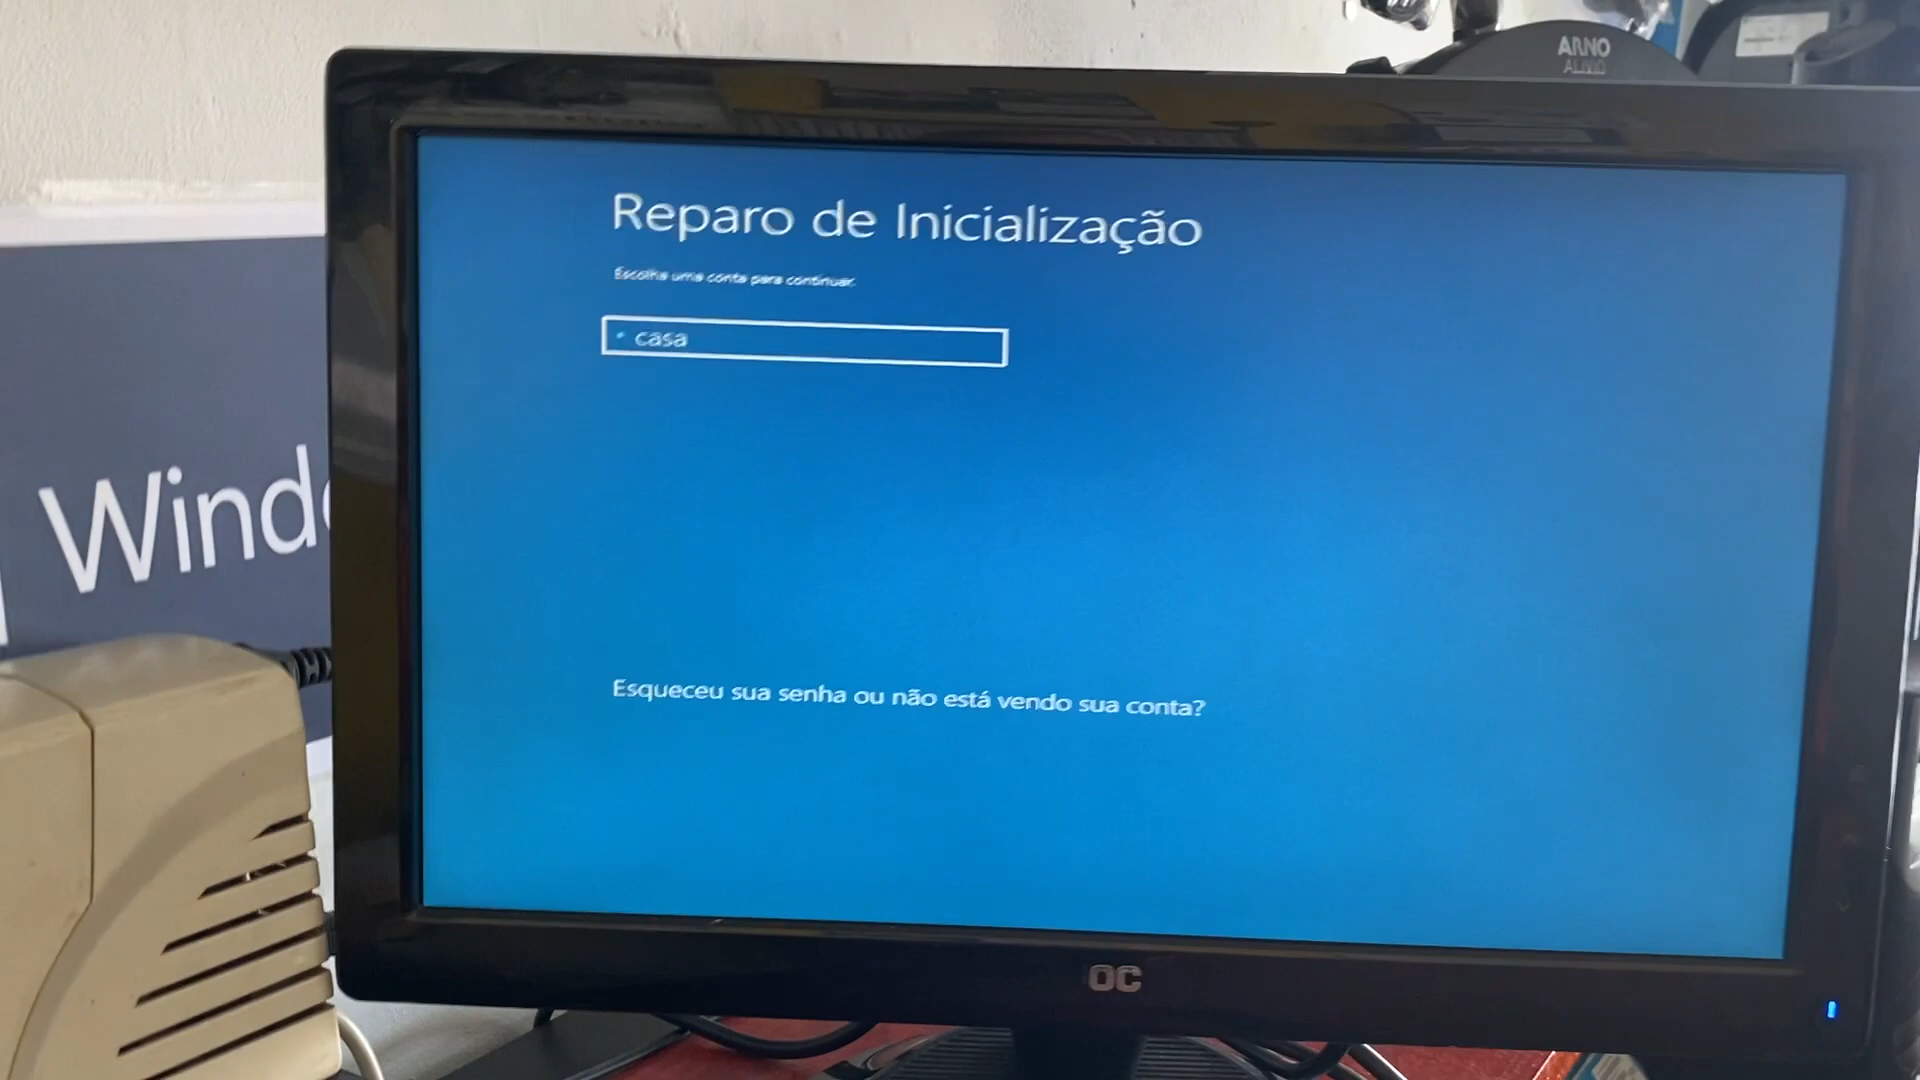 ARNO
ALIVIO
Reparo de Inicialização
Escolha uma conta para continuar.
casa
Wind
Esqueceu sua senha ou não está vendo sua conta?
OC